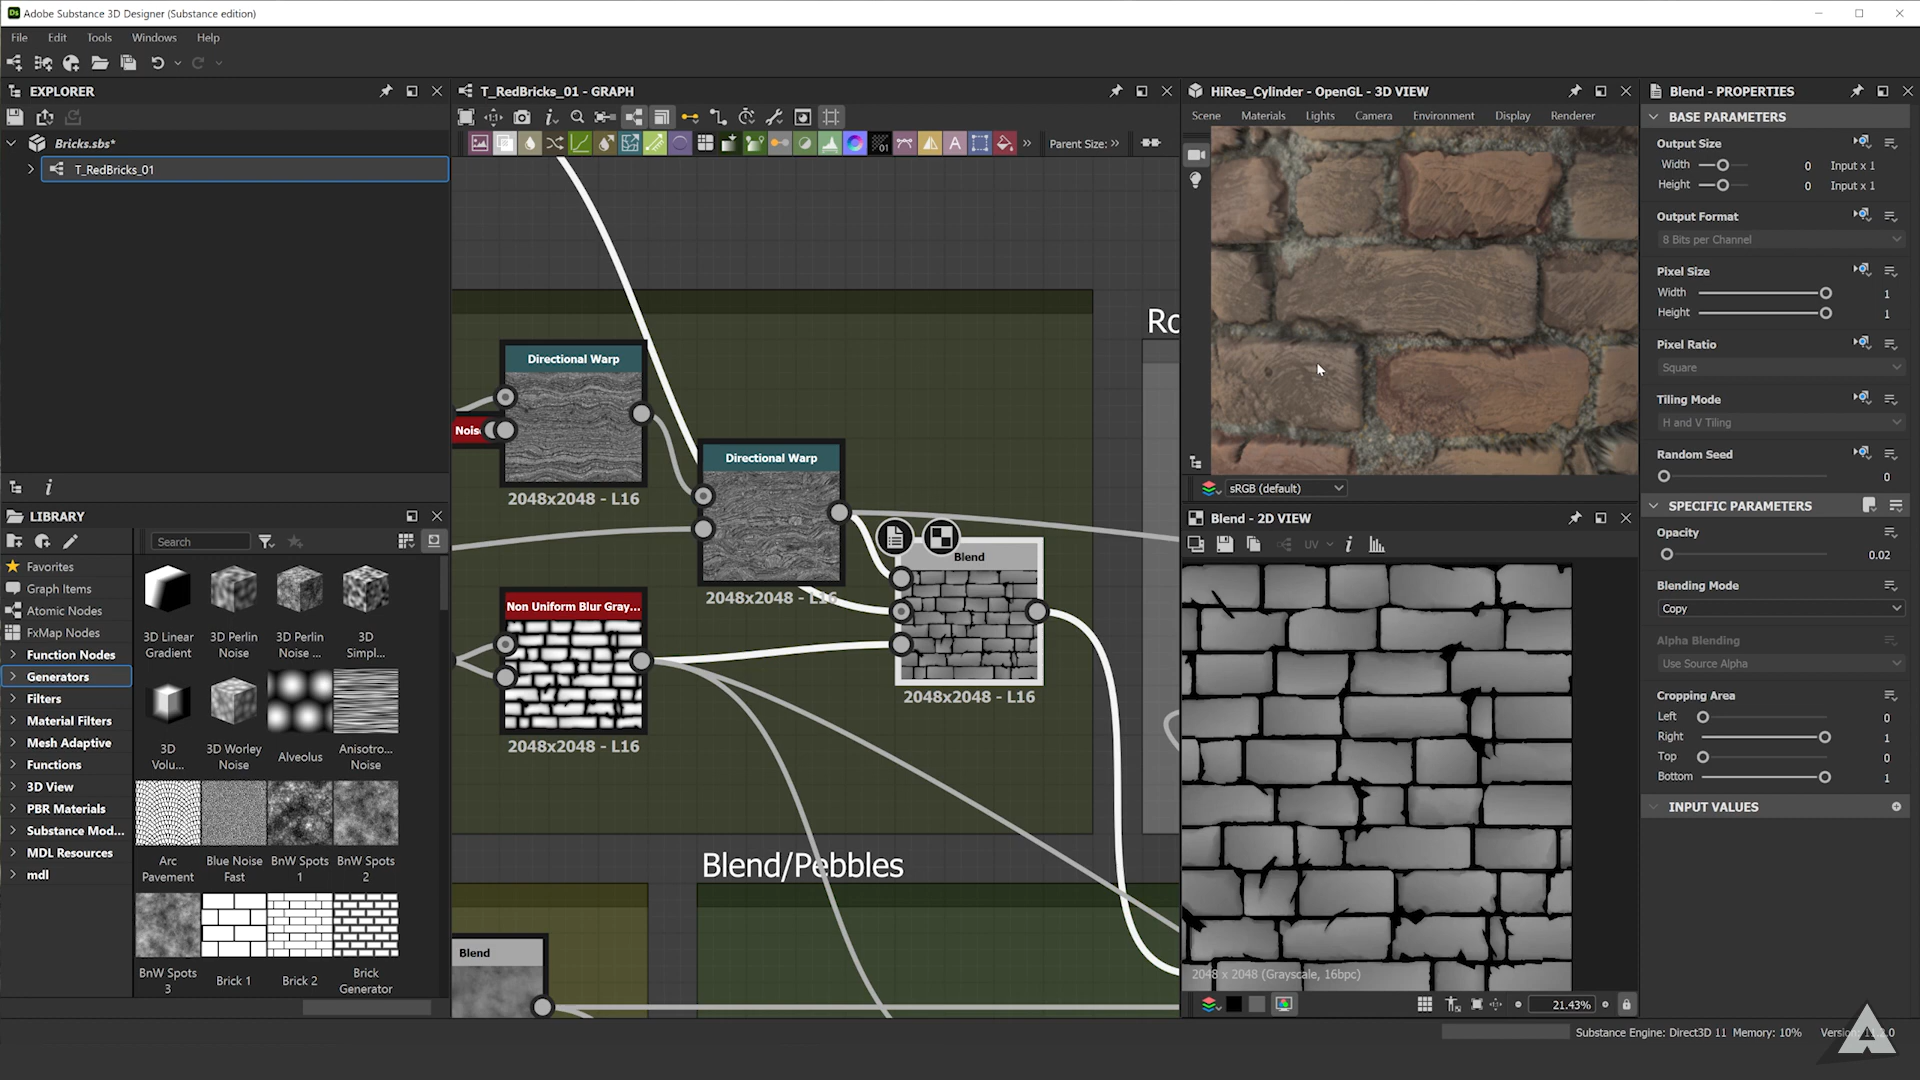 Adobe Substance 3D Designer (Substance edition)
File Edit Tools Windows Help
EXPLORER
Bricks.sbs*
T_RedBricks_01
LIBRARY
Search
Favorites
Graph Items
Atomic Nodes
FxMap Nodes
Function Nodes
Generators
Filters
Material Filters
Mesh Adaptive
Functions
3D View
PBR Materials
Substance Mod...
MDL Resources
mdl
3D Linear Gradient
3D Perlin Noise
3D Perlin Noise ...
3D Simpl...
3D Volu...
3D Worley Noise
Alveolus
Anisotro... Noise
Arc Pavement
Blue Noise Fast
BnW Spots 1
BnW Spots 2
BnW Spots 3
Brick 1
Brick 2
Brick Generator
T_RedBricks_01 - GRAPH
Parent Size:
Directional Warp
2048x2048 - L16
Nois
Directional Warp
2048x2048 - L16
Non Uniform Blur Gray...
2048x2048 - L16
Blend
2048x2048 - L16
Ro
Blend/Pebbles
Blend
HiRes_Cylinder - OpenGL - 3D VIEW
Scene Materials Lights Camera Environment Display Renderer
sRGB (default)
Blend - 2D VIEW
UV
2048 x 2048 (Grayscale, 16bpc)
21.43%
Blend - PROPERTIES
BASE PARAMETERS
Output Size
Width 0 Input x 1
Height 0 Input x 1
Output Format
8 Bits per Channel
Pixel Size
Width 1
Height 1
Pixel Ratio
Square
Tiling Mode
H and V Tiling
Random Seed
0
SPECIFIC PARAMETERS
Opacity
0.02
Blending Mode
Copy
Alpha Blending
Use Source Alpha
Cropping Area
Left 0
Right 1
Top 0
Bottom 1
INPUT VALUES
Substance Engine: Direct3D 11 Memory: 10%